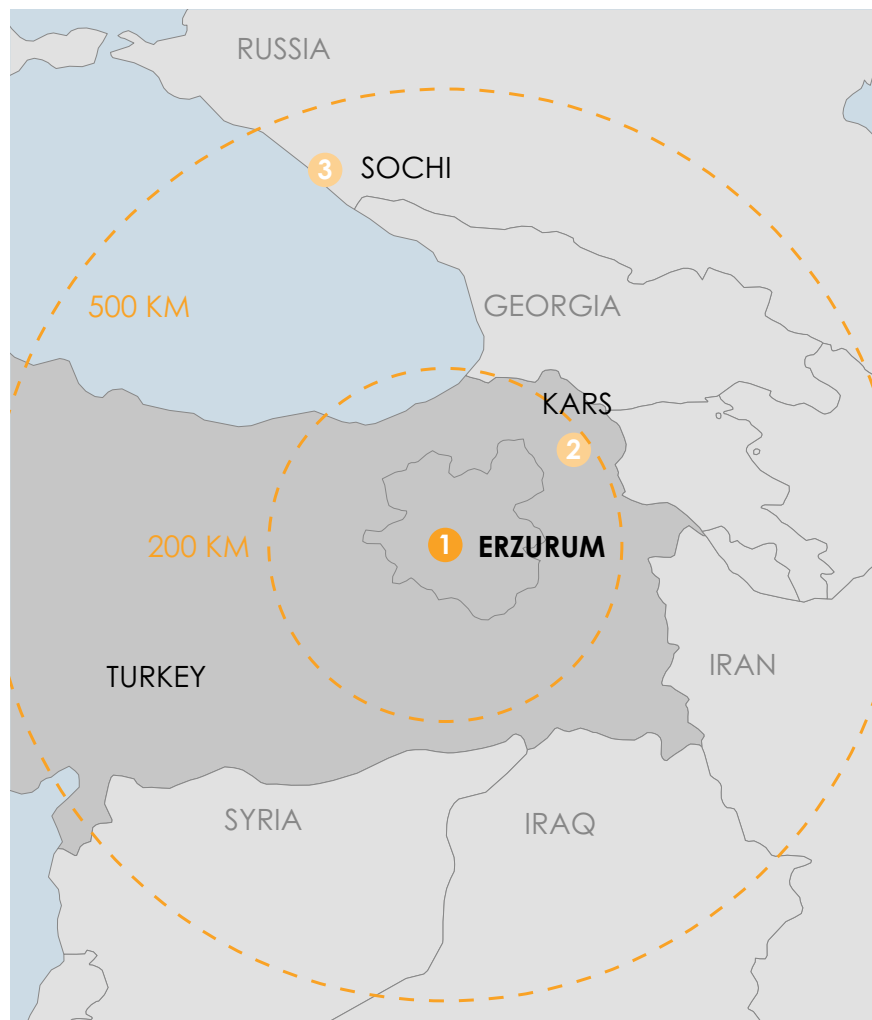 RUSSIA
3 SOCHI
500 KM
GEORGIA
KARS
2
200 KM
1 ERZURUM
IRAN
TURKEY
SYRIA
IRAQ